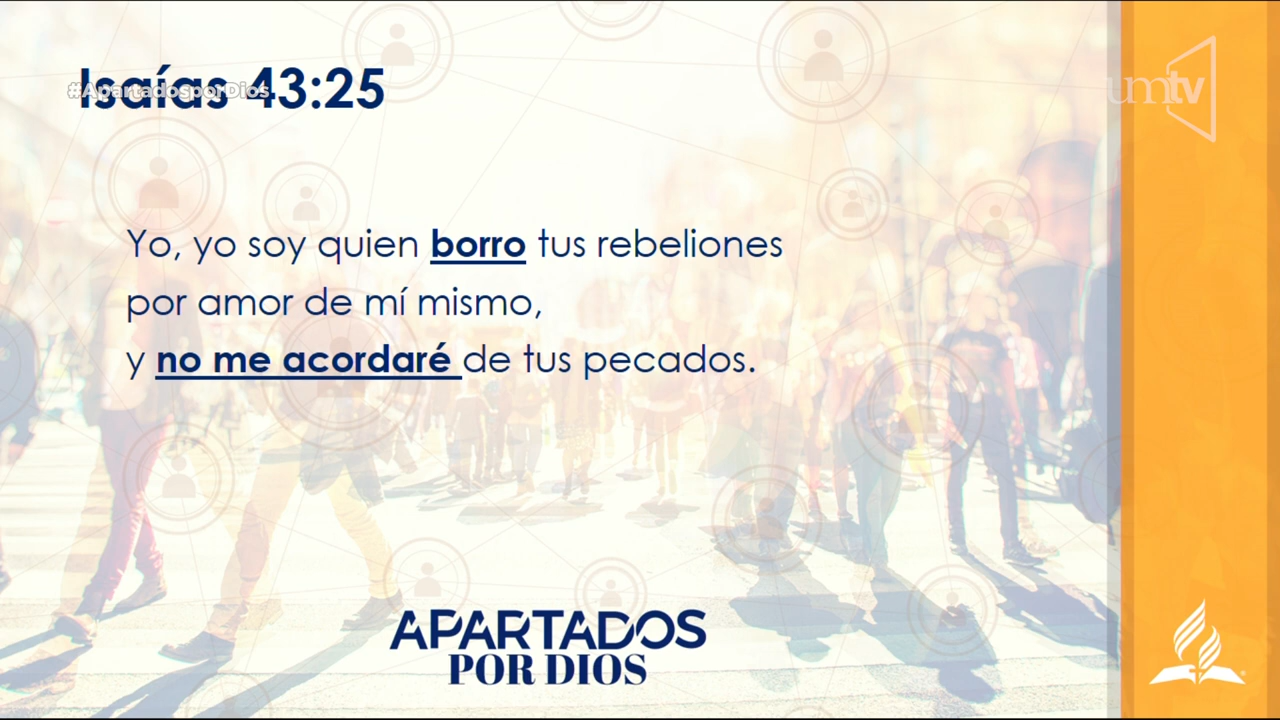 Isaías 43:25
#ApartadosporDios
umtv
Yo, yo soy quien borro tus rebeliones
por amor de mí mismo,
y no me acordaré de tus pecados.
APARTADOS
POR DIOS